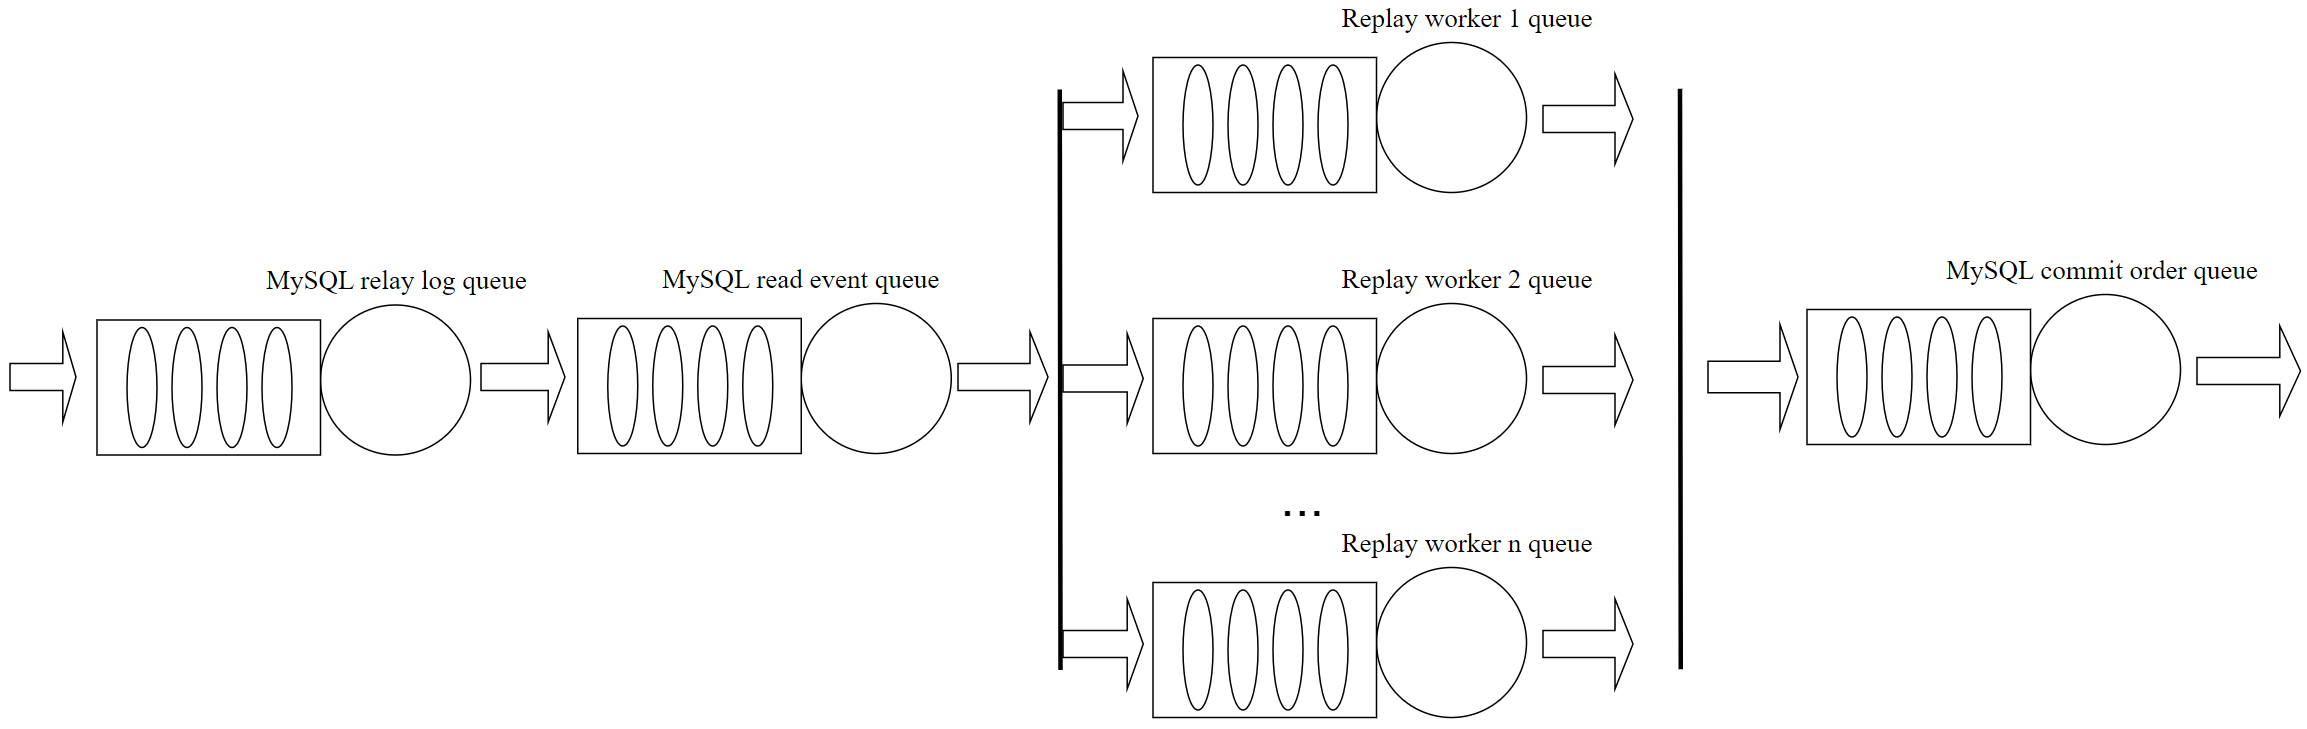 Replay worker 1 queue
MySQL relay log queue
MySQL read event queue
Replay worker 2 queue
MySQL commit order queue
...
Replay worker n queue